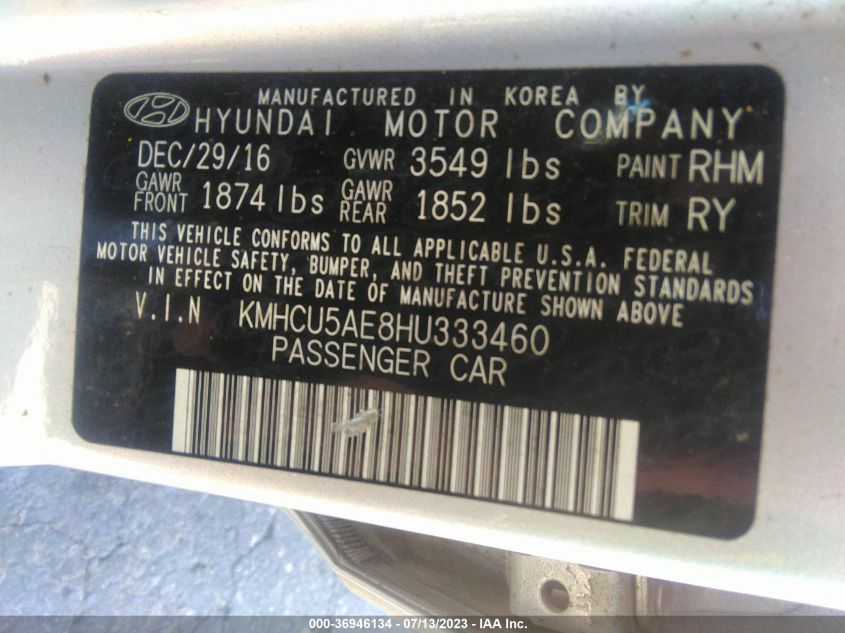 MANUFACTURED IN KOREA BY
HYUNDAI MOTOR COMPANY
DEC/29/16 GVWR 3549 lbs PAINT RHM
GAWR FRONT 1874 lbs GAWR REAR 1852 lbs TRIM RY
THIS VEHICLE CONFORMS TO ALL APPLICABLE U.S.A. FEDERAL
MOTOR VEHICLE SAFETY, BUMPER, AND THEFT PREVENTION STANDARDS
IN EFFECT ON THE DATE OF MANUFACTURE SHOWN ABOVE
V.I.N KMHCU5AE8HU333460
PASSENGER CAR
000-36946134 - 07/13/2023 - IAA Inc.